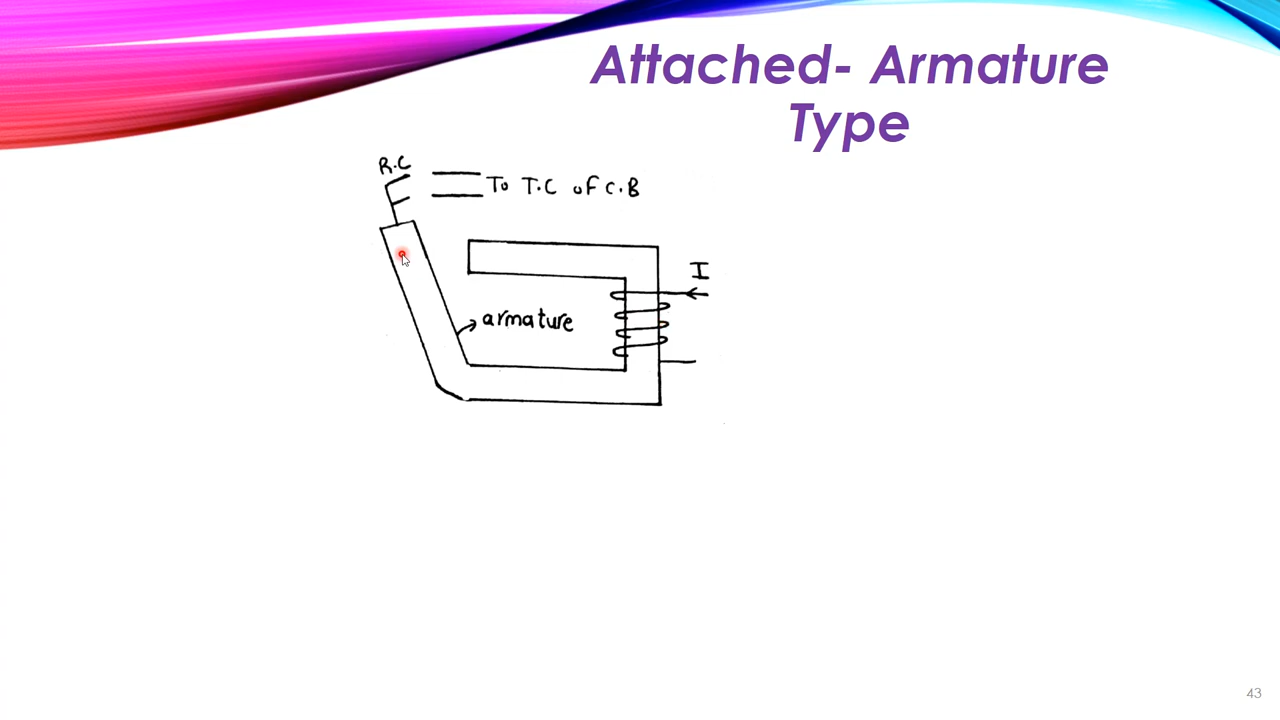 Attached- Armature
Type
R.C
To T.C of C.B
I
armature
43